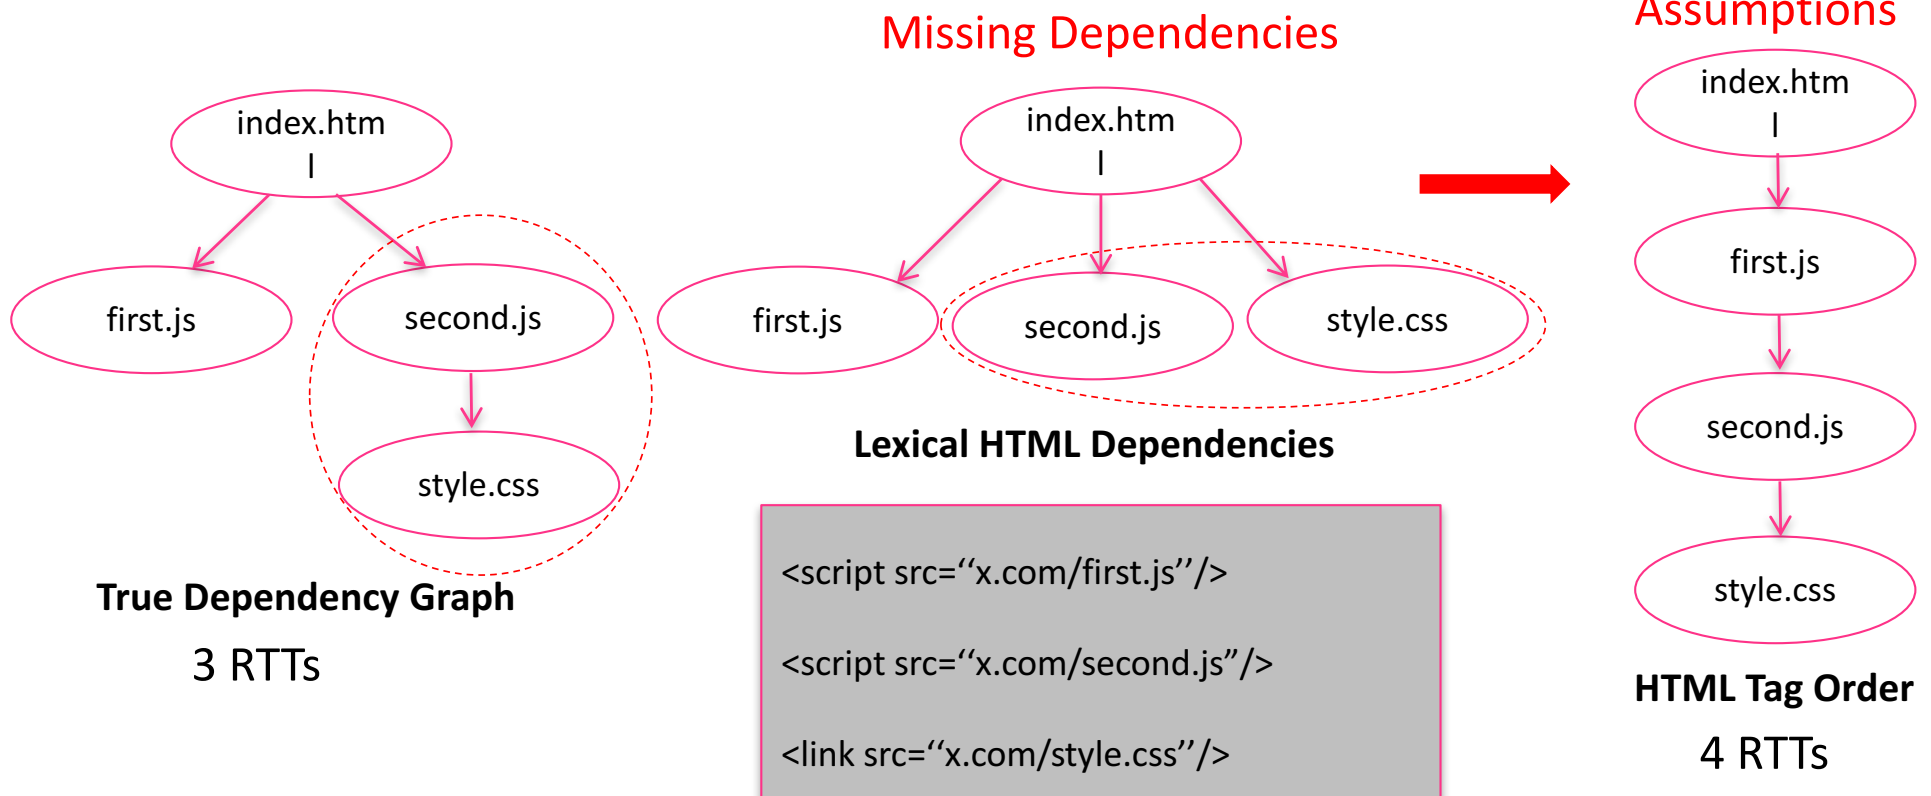 Missing Dependencies
Assumptions
index.htm
l
first.js
second.js
style.css
True Dependency Graph
3 RTTs
index.htm
l
first.js
second.js
style.css
Lexical HTML Dependencies
<script src=‘‘x.com/first.js’’/>
<script src=‘‘x.com/second.js”/>
<link src=‘‘x.com/style.css’’/>
index.htm
l
first.js
second.js
style.css
HTML Tag Order
4 RTTs